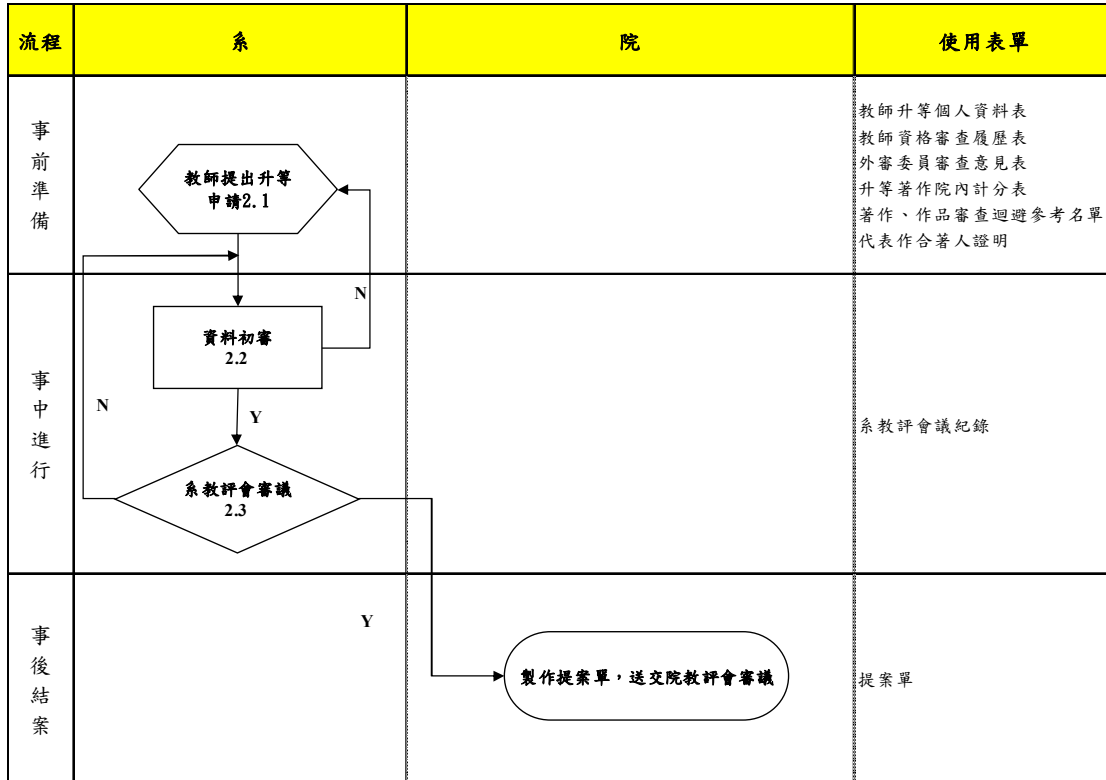 流程
系
院
使用表單
事前準備
教師提出升等
申請2.1
教師升等個人資料表
教師資格審查履歷表
外審委員審查意見表
升等著作院內計分表
著作、作品審查迴避參考名單
代表作合著人證明
事中進行
N
資料初審
2.2
N
Y
系教評會審議
2.3
系教評會議紀錄
事後結案
Y
製作提案單，送交院教評會審議
提案單